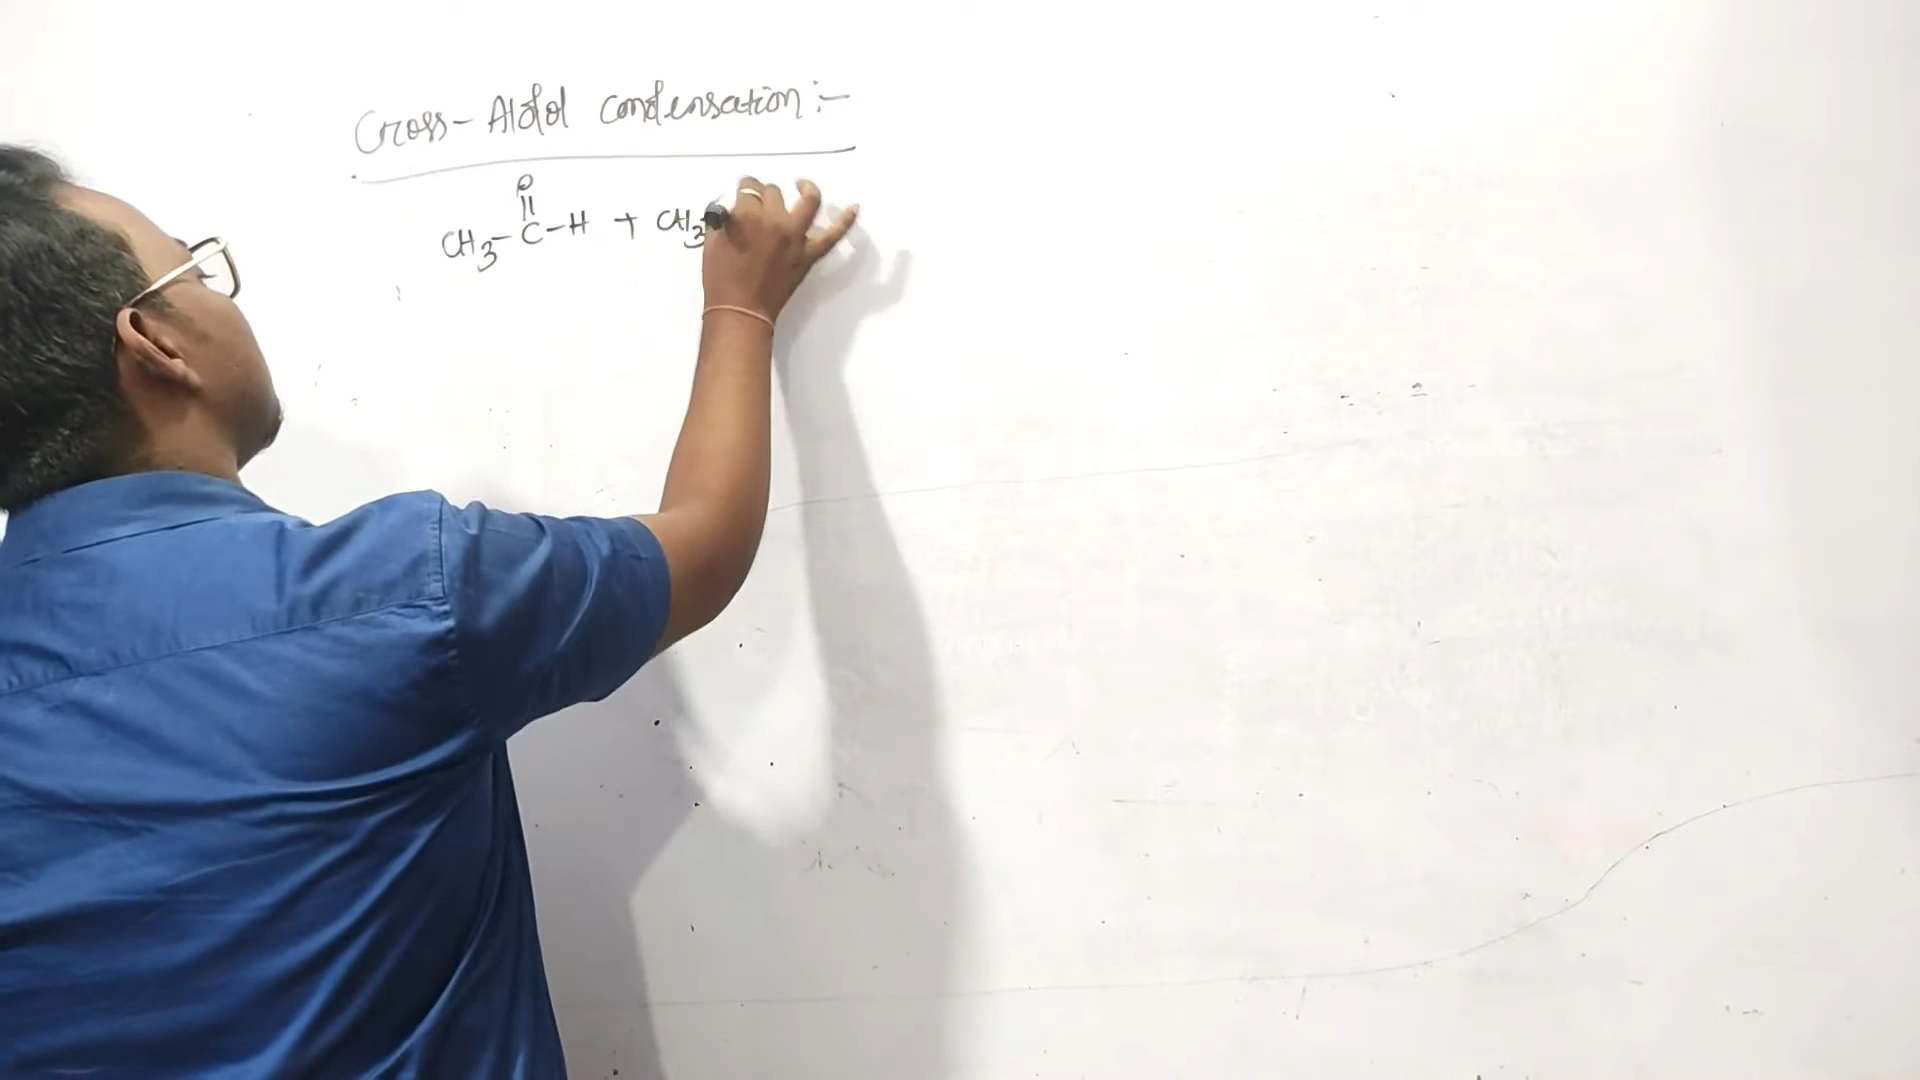 Cross-Aldol condensation :-
O
CH3-C-H + CH3